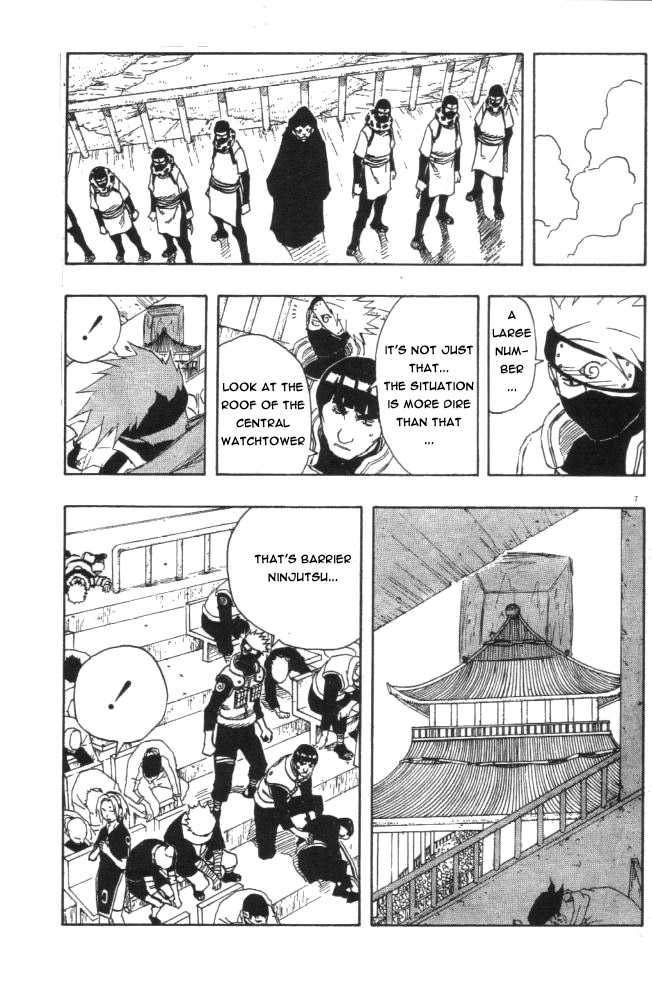 A
LARGE
NUM-
BER
...
IT'S NOT JUST
THAT...
THE SITUATION
IS MORE DIRE
THAN THAT
...
LOOK AT THE
ROOF OF THE
CENTRAL
WATCHTOWER
!
7
THAT'S BARRIER
NINJUTSU...
!